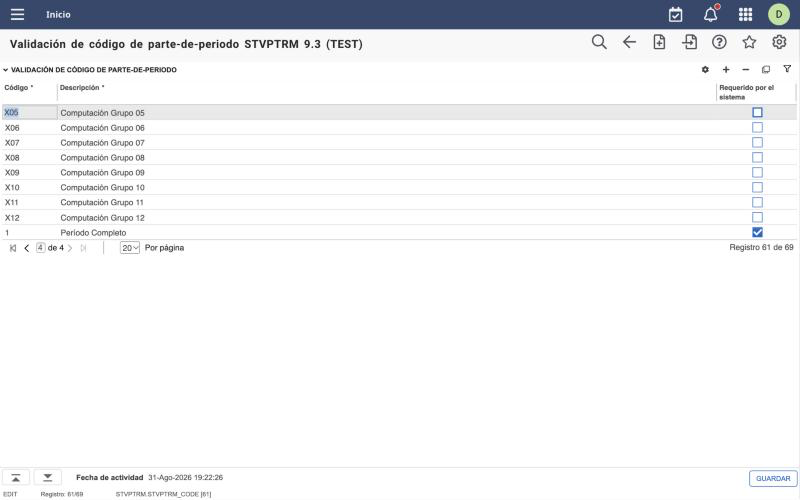 Inicio
D
Validación de código de parte-de-periodo STVPTRM 9.3 (TEST)
VALIDACIÓN DE CÓDIGO DE PARTE-DE-PERIODO
Código * Descripción * Requerido por el sistema
X05 Computación Grupo 05
X06 Computación Grupo 06
X07 Computación Grupo 07
X08 Computación Grupo 08
X09 Computación Grupo 09
X10 Computación Grupo 10
X11 Computación Grupo 11
X12 Computación Grupo 12
1 Período Completo
4 de 4 20 Por página Registro 61 de 69
Fecha de actividad 31-Ago-2026 19:22:26 GUARDAR
EDIT Registro: 61/69 STVPTRM.STVPTRM_CODE [61]